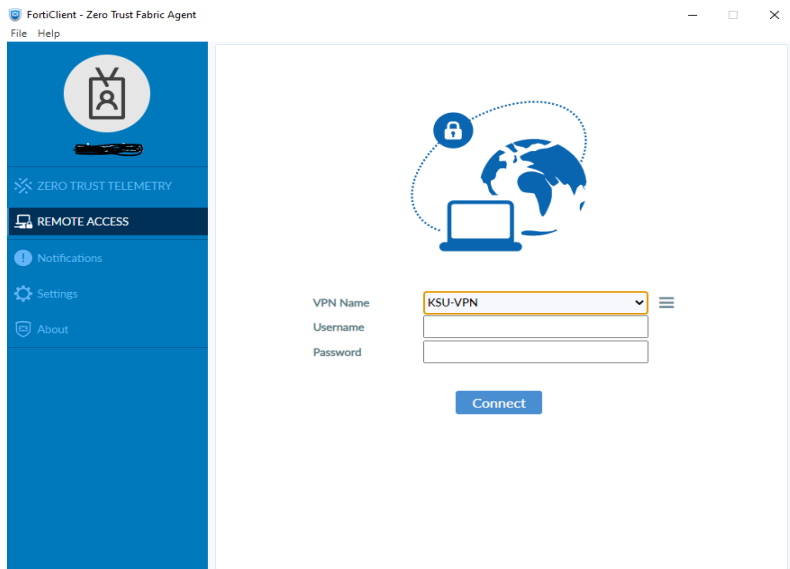 FortiClient - Zero Trust Fabric Agent
File Help
ZERO TRUST TELEMETRY
REMOTE ACCESS
Notifications
Settings
About
VPN Name KSU-VPN
Username
Password
Connect